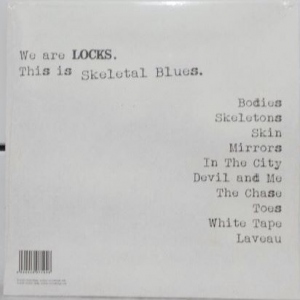 We are LOCKS.
This is Skeletal Blues.
Bodies
Skeletons
Skin
Mirrors
In The City
Devil and Me
The Chase
Toes
White Tape
Laveau